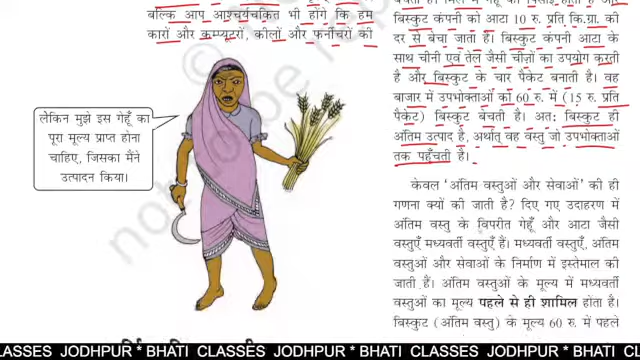 बल्कि आप आश्चर्यचकित भी होंगे कि हम
कारों और कम्प्यूटरों, कीलों और फर्नीचरों की
लेकिन मुझे इस गेहूँ का
पूरा मूल्य प्राप्त होना
चाहिए, जिसका मैंने
उत्पादन किया।
बिस्कुट कंपनी को आटा 10 रु. प्रति कि.ग्रा. की
दर से बेचा जाता है। बिस्कुट कंपनी आटा के
साथ चीनी एवं तेल जैसी चीज़ों का उपयोग करती
है और बिस्कुट के चार पैकेट बनाती है। वह
बाजार में उपभोक्ताओं को 60 रु. में (15 रु. प्रति
पैकेट) बिस्कुट बेचती है। अतः बिस्कुट ही
अंतिम उत्पाद है, अर्थात् वह वस्तु जो उपभोक्ताओं
तक पहुँचती है।
केवल 'अंतिम वस्तुओं और सेवाओं' की ही
गणना क्यों की जाती है? दिए गए उदाहरण में
अंतिम वस्तु के विपरीत गेहूँ और आटा जैसी
वस्तुएँ मध्यवर्ती वस्तुएँ हैं। मध्यवर्ती वस्तुएँ, अंतिम
वस्तुओं और सेवाओं के निर्माण में इस्तेमाल की
जाती हैं। अंतिम वस्तुओं के मूल्य में मध्यवर्ती
वस्तुओं का मूल्य पहले से ही शामिल होता है।
बिस्कुट (अंतिम वस्तु) के मूल्य 60 रु. में पहले
CLASSES JODHPUR * BHATI CLASSES JODHPUR * BHATI CLASSES JODHPUR * BHATI